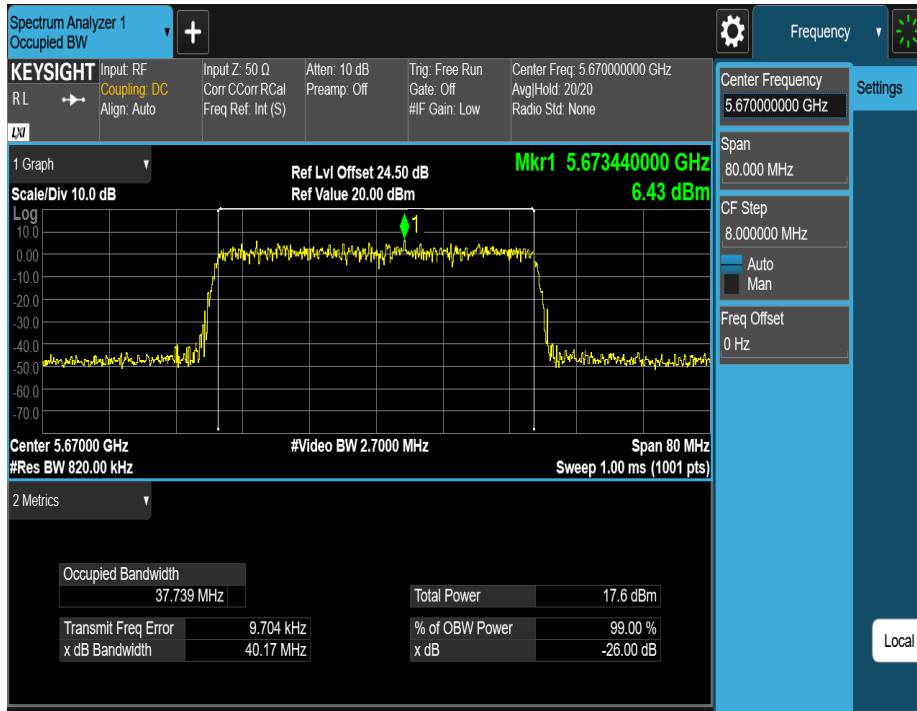 Spectrum Analyzer 1
Occupied BW
+
Frequency
KEYSIGHT
R L
LXI
Input: RF
Coupling: DC
Align: Auto
Input Z: 50 Ω
Corr CCorr RCal
Freq Ref: Int (S)
Atten: 10 dB
Preamp: Off
Trig: Free Run
Gate: Off
#IF Gain: Low
Center Freq: 5.670000000 GHz
Avg|Hold: 20/20
Radio Std: None
Center Frequency
5.670000000 GHz
Settings
Span
80.000 MHz
CF Step
8.000000 MHz
Auto
Man
Freq Offset
0 Hz
1 Graph
Scale/Div 10.0 dB
Ref Lvl Offset 24.50 dB
Ref Value 20.00 dBm
Mkr1 5.673440000 GHz
6.43 dBm
Log
10.0
0.00
-10.0
-20.0
-30.0
-40.0
-50.0
-60.0
-70.0
1
Center 5.67000 GHz
#Res BW 820.00 kHz
#Video BW 2.7000 MHz
Span 80 MHz
Sweep 1.00 ms (1001 pts)
2 Metrics
Occupied Bandwidth
37.739 MHz
Total Power 17.6 dBm
Transmit Freq Error 9.704 kHz
% of OBW Power 99.00 %
x dB Bandwidth 40.17 MHz
x dB -26.00 dB
Local